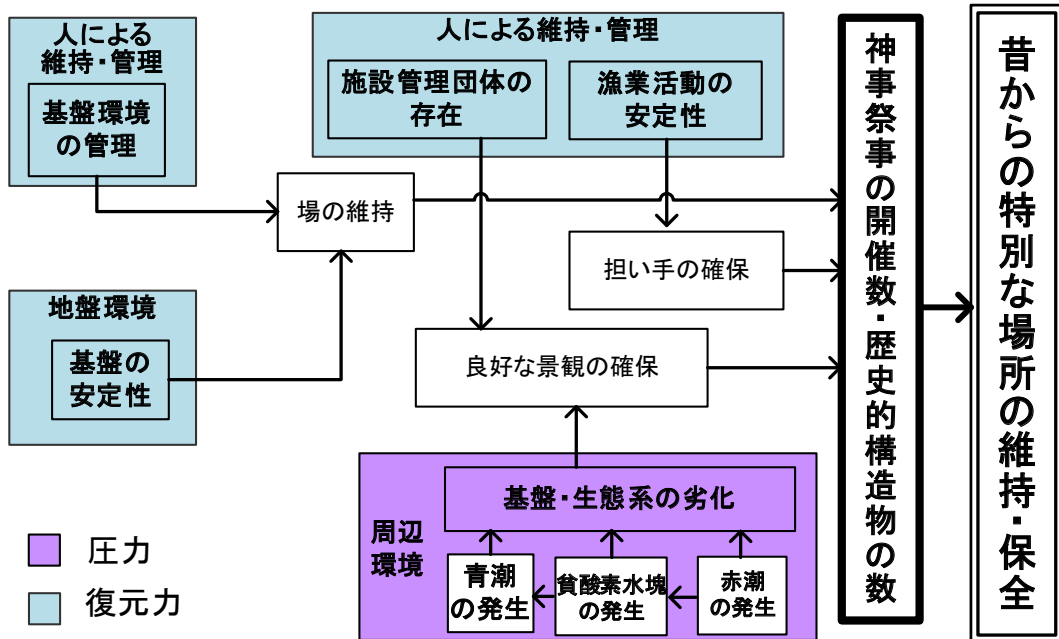 人による
維持・管理
基盤環境
の管理
人による維持・管理
施設管理団体の
存在
漁業活動の
安定性
場の維持
担い手の確保
地盤環境
基盤の
安定性
良好な景観の確保
周辺
環境
基盤・生態系の劣化
青潮
の発生
貧酸素水塊
の発生
赤潮
の発生
圧力
復元力
神事祭事の開催数・歴史的構造物の数
昔からの特別な場所の維持・保全